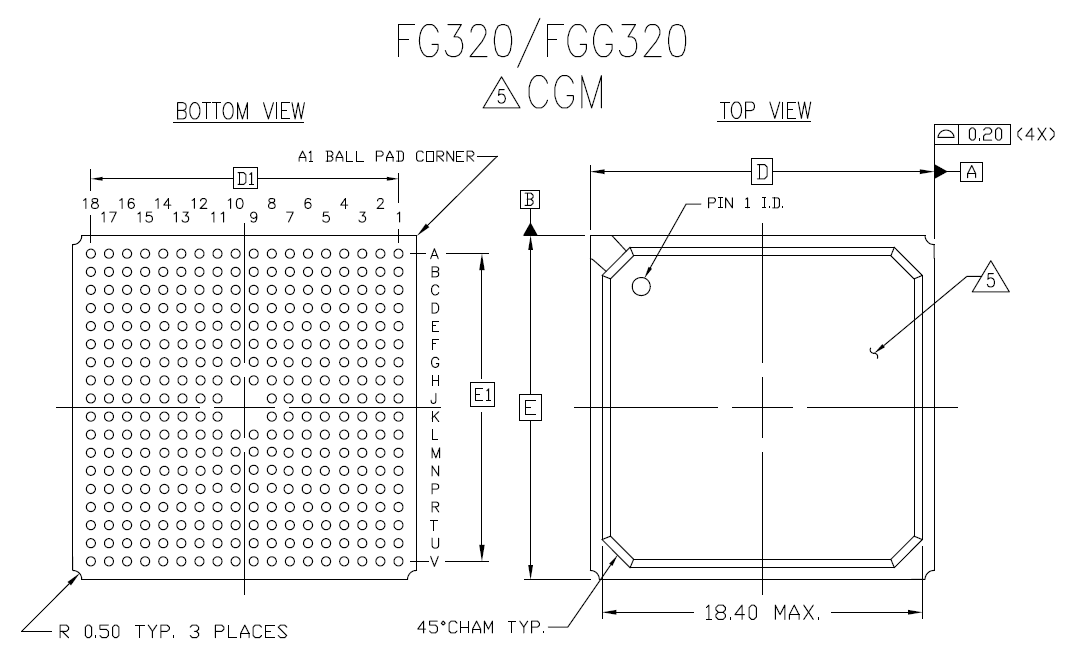 FG320/FGG320
5 CGM
BOTTOM VIEW
TOP VIEW
0.20 (4X)
A1 BALL PAD CORNER
D1
D
A
18 16 14 12 10 8 6 4 2
17 15 13 11 9 7 5 3 1
B
PIN 1 I.D.
A
B
C
D
E
F
G
H
J
K
L
M
N
P
R
T
U
V
E1
E
5
R 0.50 TYP. 3 PLACES
45°CHAM TYP.
18.40 MAX.